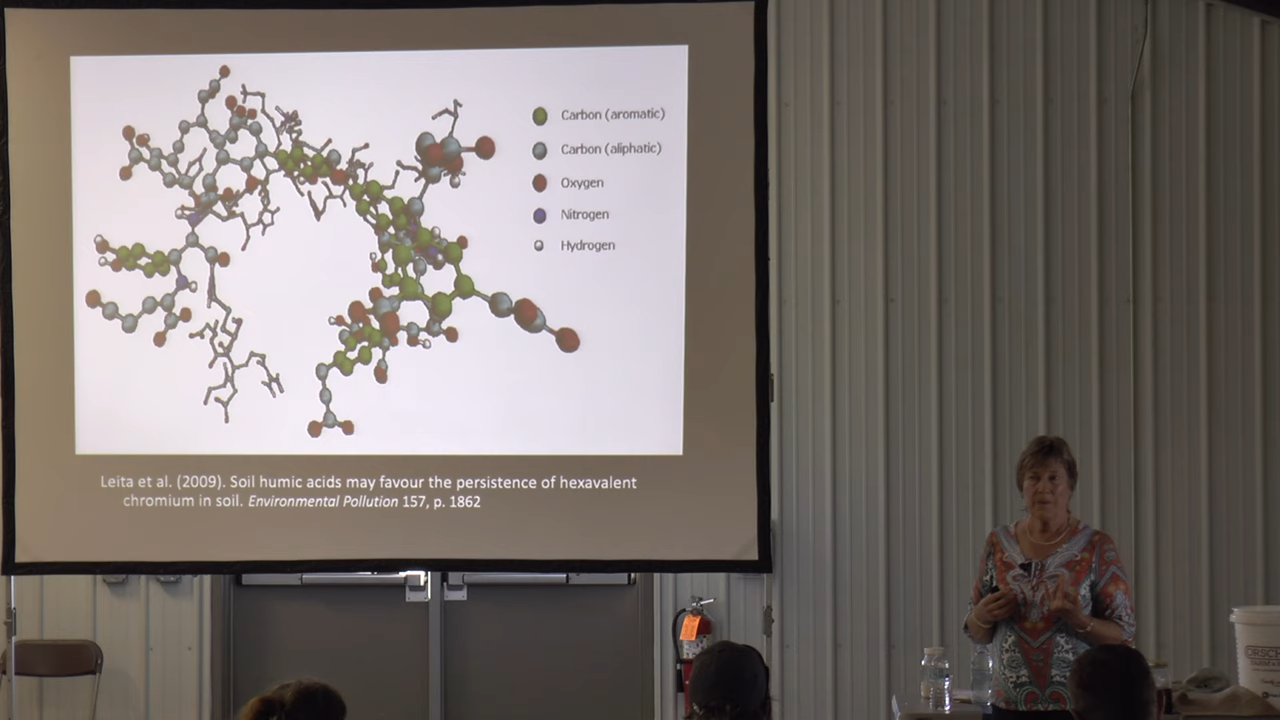 Carbon (aromatic)
Carbon (aliphatic)
Oxygen
Nitrogen
Hydrogen
Leita et al. (2009). Soil humic acids may favour the persistence of hexavalent
chromium in soil. Environmental Pollution 157, p. 1862